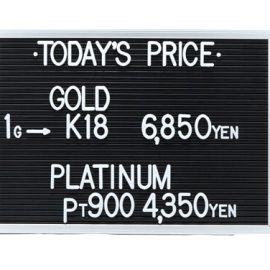 ·TODAY'S PRICE·
GOLD
1G→ K18 6,850YEN
PLATINUM
PT900 4,350YEN